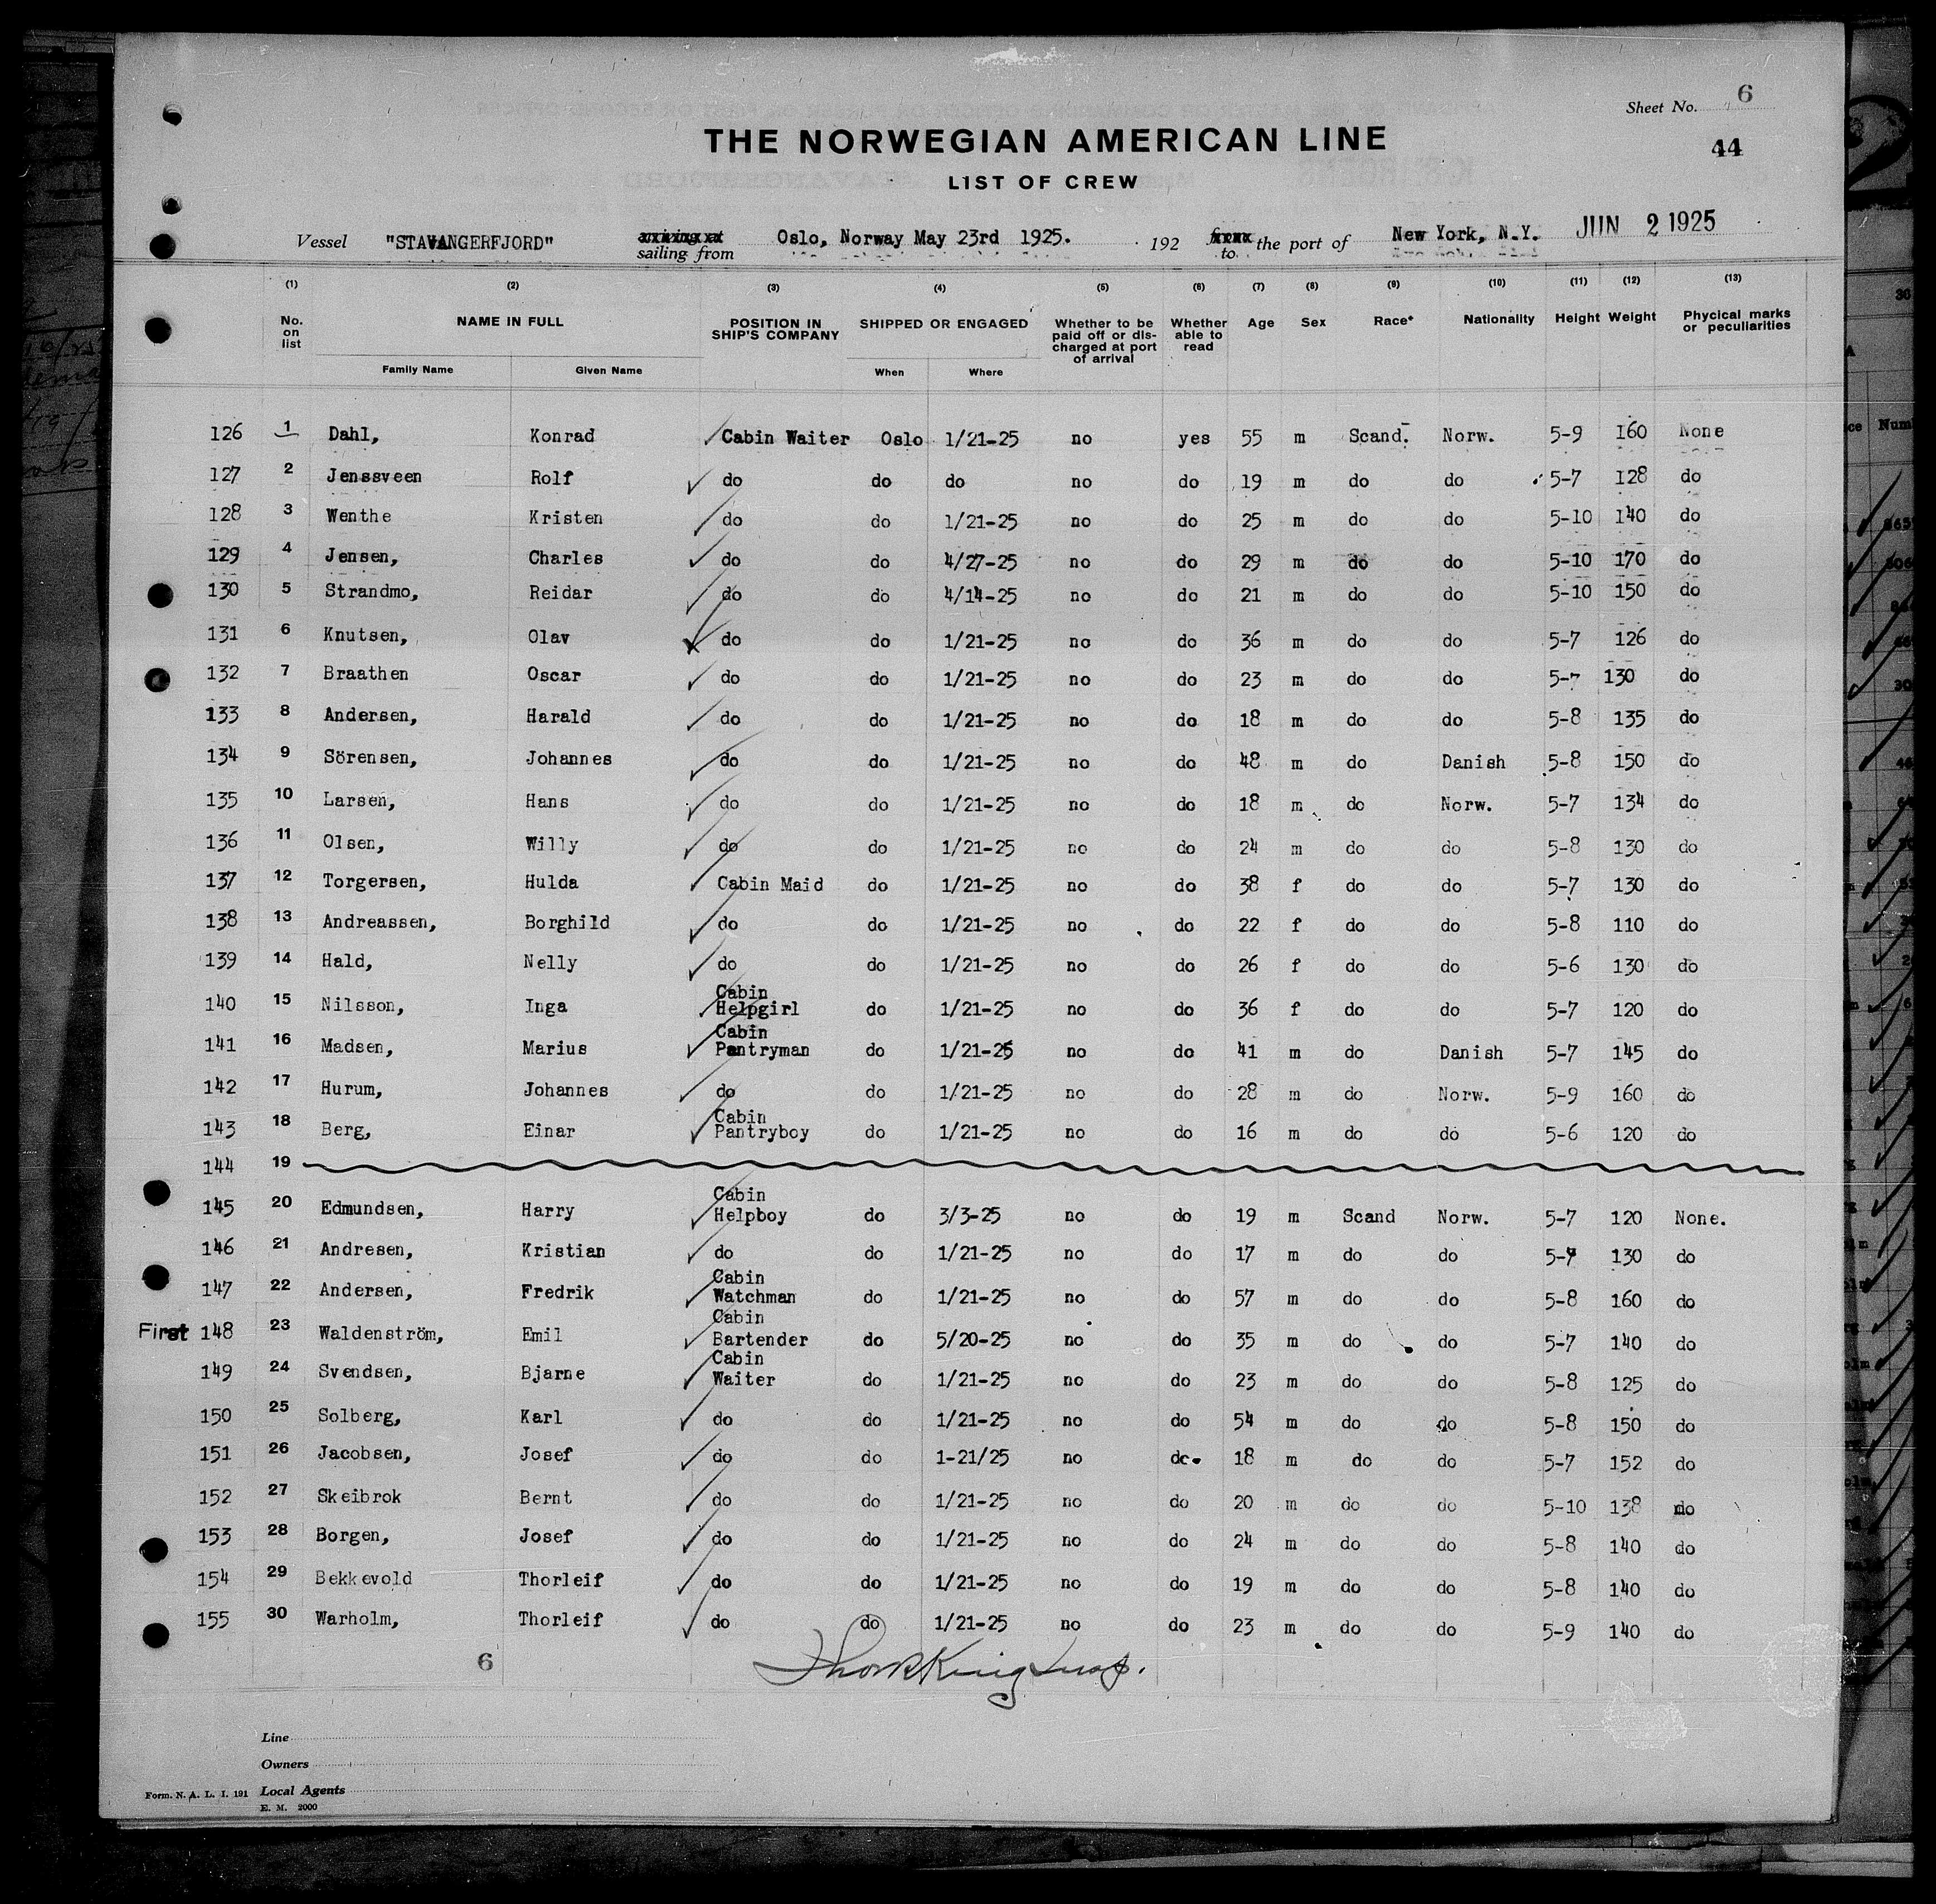 Sheet No. 6
THE NORWEGIAN AMERICAN LINE
44
LIST OF CREW
Vessel "STAVANGERFJORD" sailing from Oslo, Norway May 23rd 1925. 192 to the port of New York, N.Y. JUN 2 1925
(1) (2) (3) (4) (5) (6) (7) (8) (9) (10) (11) (12) (13)
No. on list NAME IN FULL POSITION IN SHIP'S COMPANY SHIPPED OR ENGAGED Whether to be paid off or discharged at port of arrival Whether able to read Age Sex Race* Nationality Height Weight Physical marks or peculiarities
Family Name Given Name When Where
126 1 Dahl, Konrad Cabin Waiter Oslo 1/21-25 no yes 55 m Scand. Norw. 5-9 160 None
127 2 Jenssveen Rolf do do do no do 19 m do do 5-7 128 do
128 3 Wenthe Kristen do do 1/21-25 no do 25 m do do 5-10 140 do
129 4 Jensen, Charles do do 4/27-25 no do 29 m do do 5-10 170 do
130 5 Strandmo, Reidar do do 4/14-25 no do 21 m do do 5-10 150 do
131 6 Knutsen, Olav do do 1/21-25 no do 36 m do do 5-7 126 do
132 7 Braathen Oscar do do 1/21-25 no do 23 m do do 5-7 130 do
133 8 Andersen, Harald do do 1/21-25 no do 18 m do do 5-8 135 do
134 9 Sörensen, Johannes do do 1/21-25 no do 48 m do Danish 5-8 150 do
135 10 Larsen, Hans do do 1/21-25 no do 18 m do Norw. 5-7 134 do
136 11 Olsen, Willy do do 1/21-25 no do 24 m do do 5-8 130 do
137 12 Torgersen, Hulda Cabin Maid do 1/21-25 no do 38 f do do 5-7 130 do
138 13 Andreassen, Borghild do do 1/21-25 no do 22 f do do 5-8 110 do
139 14 Hald, Nelly do do 1/21-25 no do 26 f do do 5-6 130 do
140 15 Nilsson, Inga Cabin Helpgirl do 1/21-25 no do 36 f do do 5-7 120 do
141 16 Madsen, Marius Cabin Pantryman do 1/21-25 no do 41 m do Danish 5-7 145 do
142 17 Hurum, Johannes do do 1/21-25 no do 28 m do Norw. 5-9 160 do
143 18 Berg, Einar Cabin Pantryboy do 1/21-25 no do 16 m do do 5-6 120 do
144 19
145 20 Edmundsen, Harry Cabin Helpboy do 3/3-25 no do 19 m Scand Norw. 5-7 120 None.
146 21 Andresen, Kristian do do 1/21-25 no do 17 m do do 5-7 130 do
147 22 Andersen, Fredrik Cabin Watchman do 1/21-25 no do 57 m do do 5-8 160 do
First 148 23 Waldenström, Emil Cabin Bartender do 5/20-25 no do 35 m do do 5-7 140 do
149 24 Svendsen, Bjarne Cabin Waiter do 1/21-25 no do 23 m do do 5-8 125 do
150 25 Solberg, Karl do do 1/21-25 no do 54 m do do 5-8 150 do
151 26 Jacobsen, Josef do do 1-21/25 no do 18 m do do 5-7 152 do
152 27 Skeibrok Bernt do do 1/21-25 no do 20 m do do 5-10 138 do
153 28 Borgen, Josef do do 1/21-25 no do 24 m do do 5-8 140 do
154 29 Bekkevold Thorleif do do 1/21-25 no do 19 m do do 5-8 140 do
155 30 Warholm, Thorleif do do 1/21-25 no do 23 m do do 5-9 140 do
6
Line
Owners
Form. N. A. L. I. 191 Local Agents
E. M. 2000